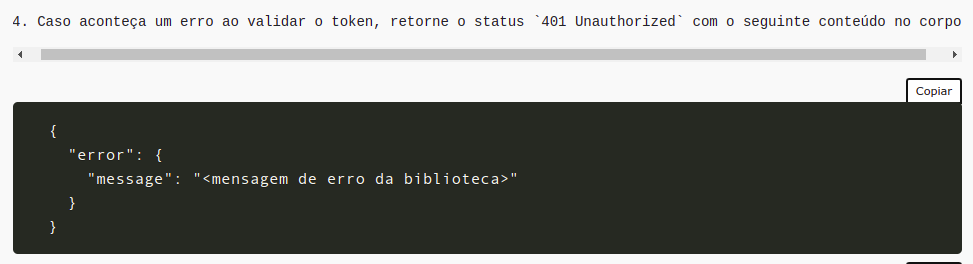 4. Caso aconteça um erro ao validar o token, retorne o status `401 Unauthorized` com o seguinte conteúdo no corpo
Copiar
{
"error": {
"message": "<mensagem de erro da biblioteca>"
}
}